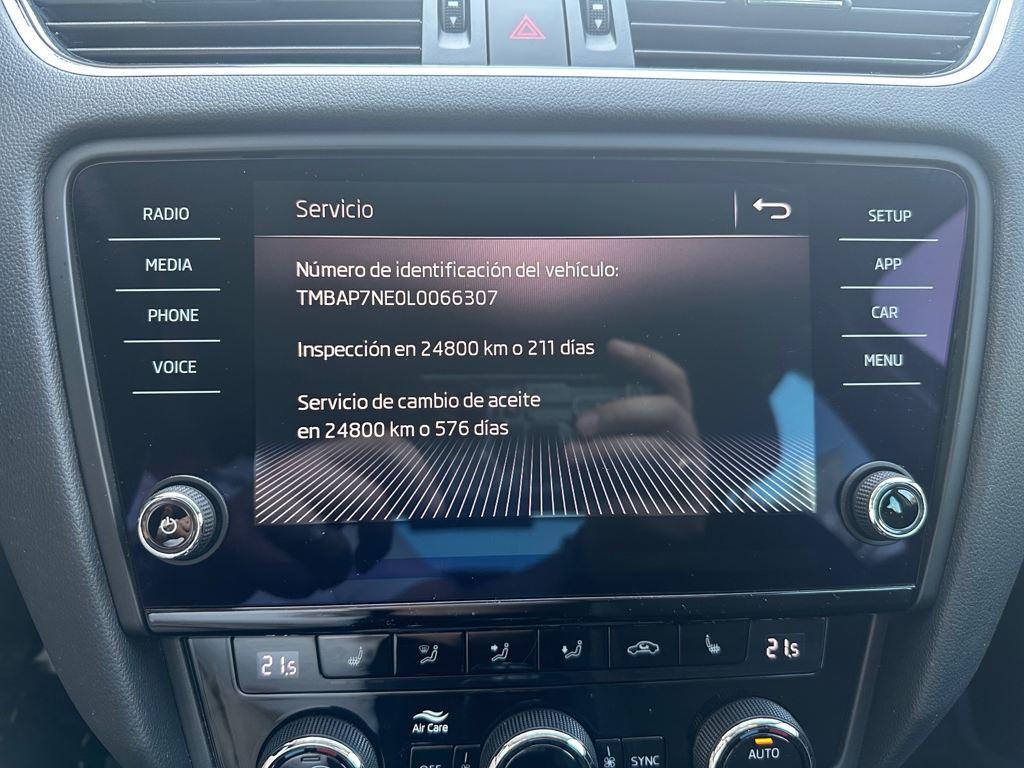 Servicio
RADIO
MEDIA
PHONE
VOICE
Número de identificación del vehículo:
TMBAP7NE0L0066307
Inspección en 24800 km o 211 días
Servicio de cambio de aceite
en 24800 km o 576 días
SETUP
APP
CAR
MENU
21.5
21.5
Air Care
OFF
SYNC
AUTO